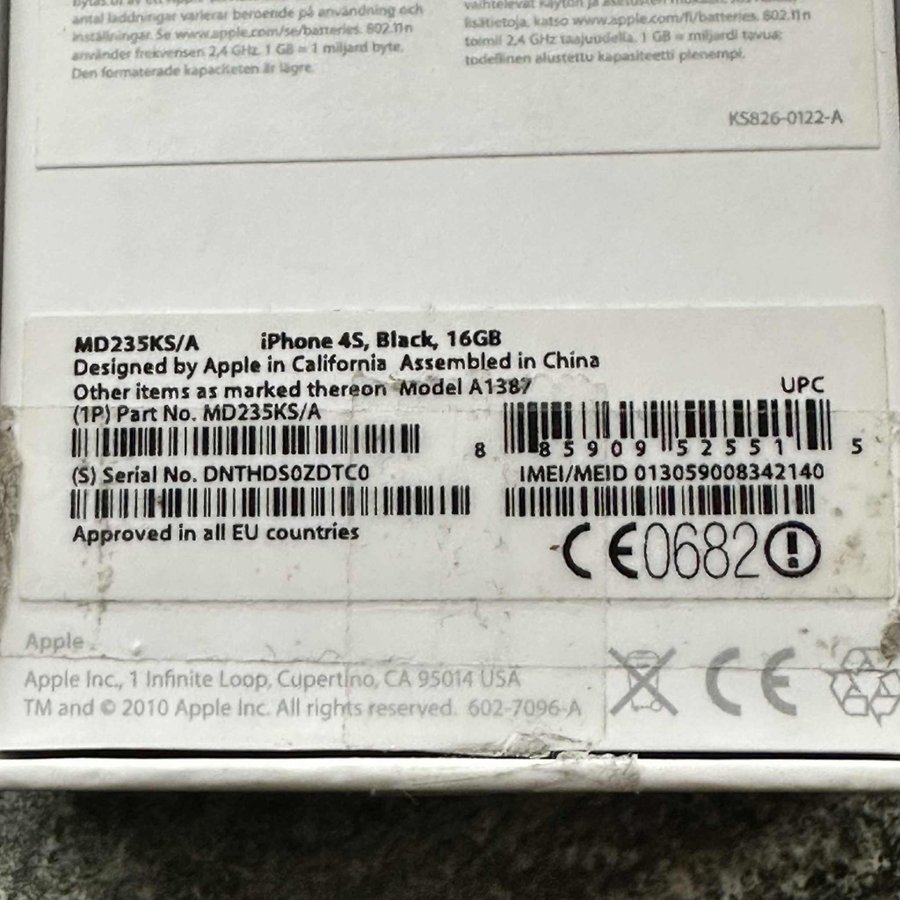 antal laddningar varierar beroende på användning och
inställningar. Se www.apple.com/se/batteries. 802.11n
använder frekvensen 2,4 GHz. 1 GB = 1 miljard byte.
Den formaterade kapaciteten är lägre.
vaihtelevat käytön ja asetusten
lisätietoja, katso www.apple.com/fi/batteries. 802.11n
toimii 2,4 GHz taajuudella. 1 GB = miljardi tavua;
todellinen alustettu kapasiteetti pienempi.
KS826-0122-A
MD235KS/A iPhone 4S, Black, 16GB
Designed by Apple in California Assembled in China
Other items as marked thereon Model A1387
UPC
(1P) Part No. MD235KS/A
8 85909 52551 5
(S) Serial No. DNTHDS0ZDTC0
IMEI/MEID 013059008342140
Approved in all EU countries
CE0682
Apple
Apple Inc., 1 Infinite Loop, Cupertino, CA 95014 USA
TM and © 2010 Apple Inc. All rights reserved. 602-7096-A
CE